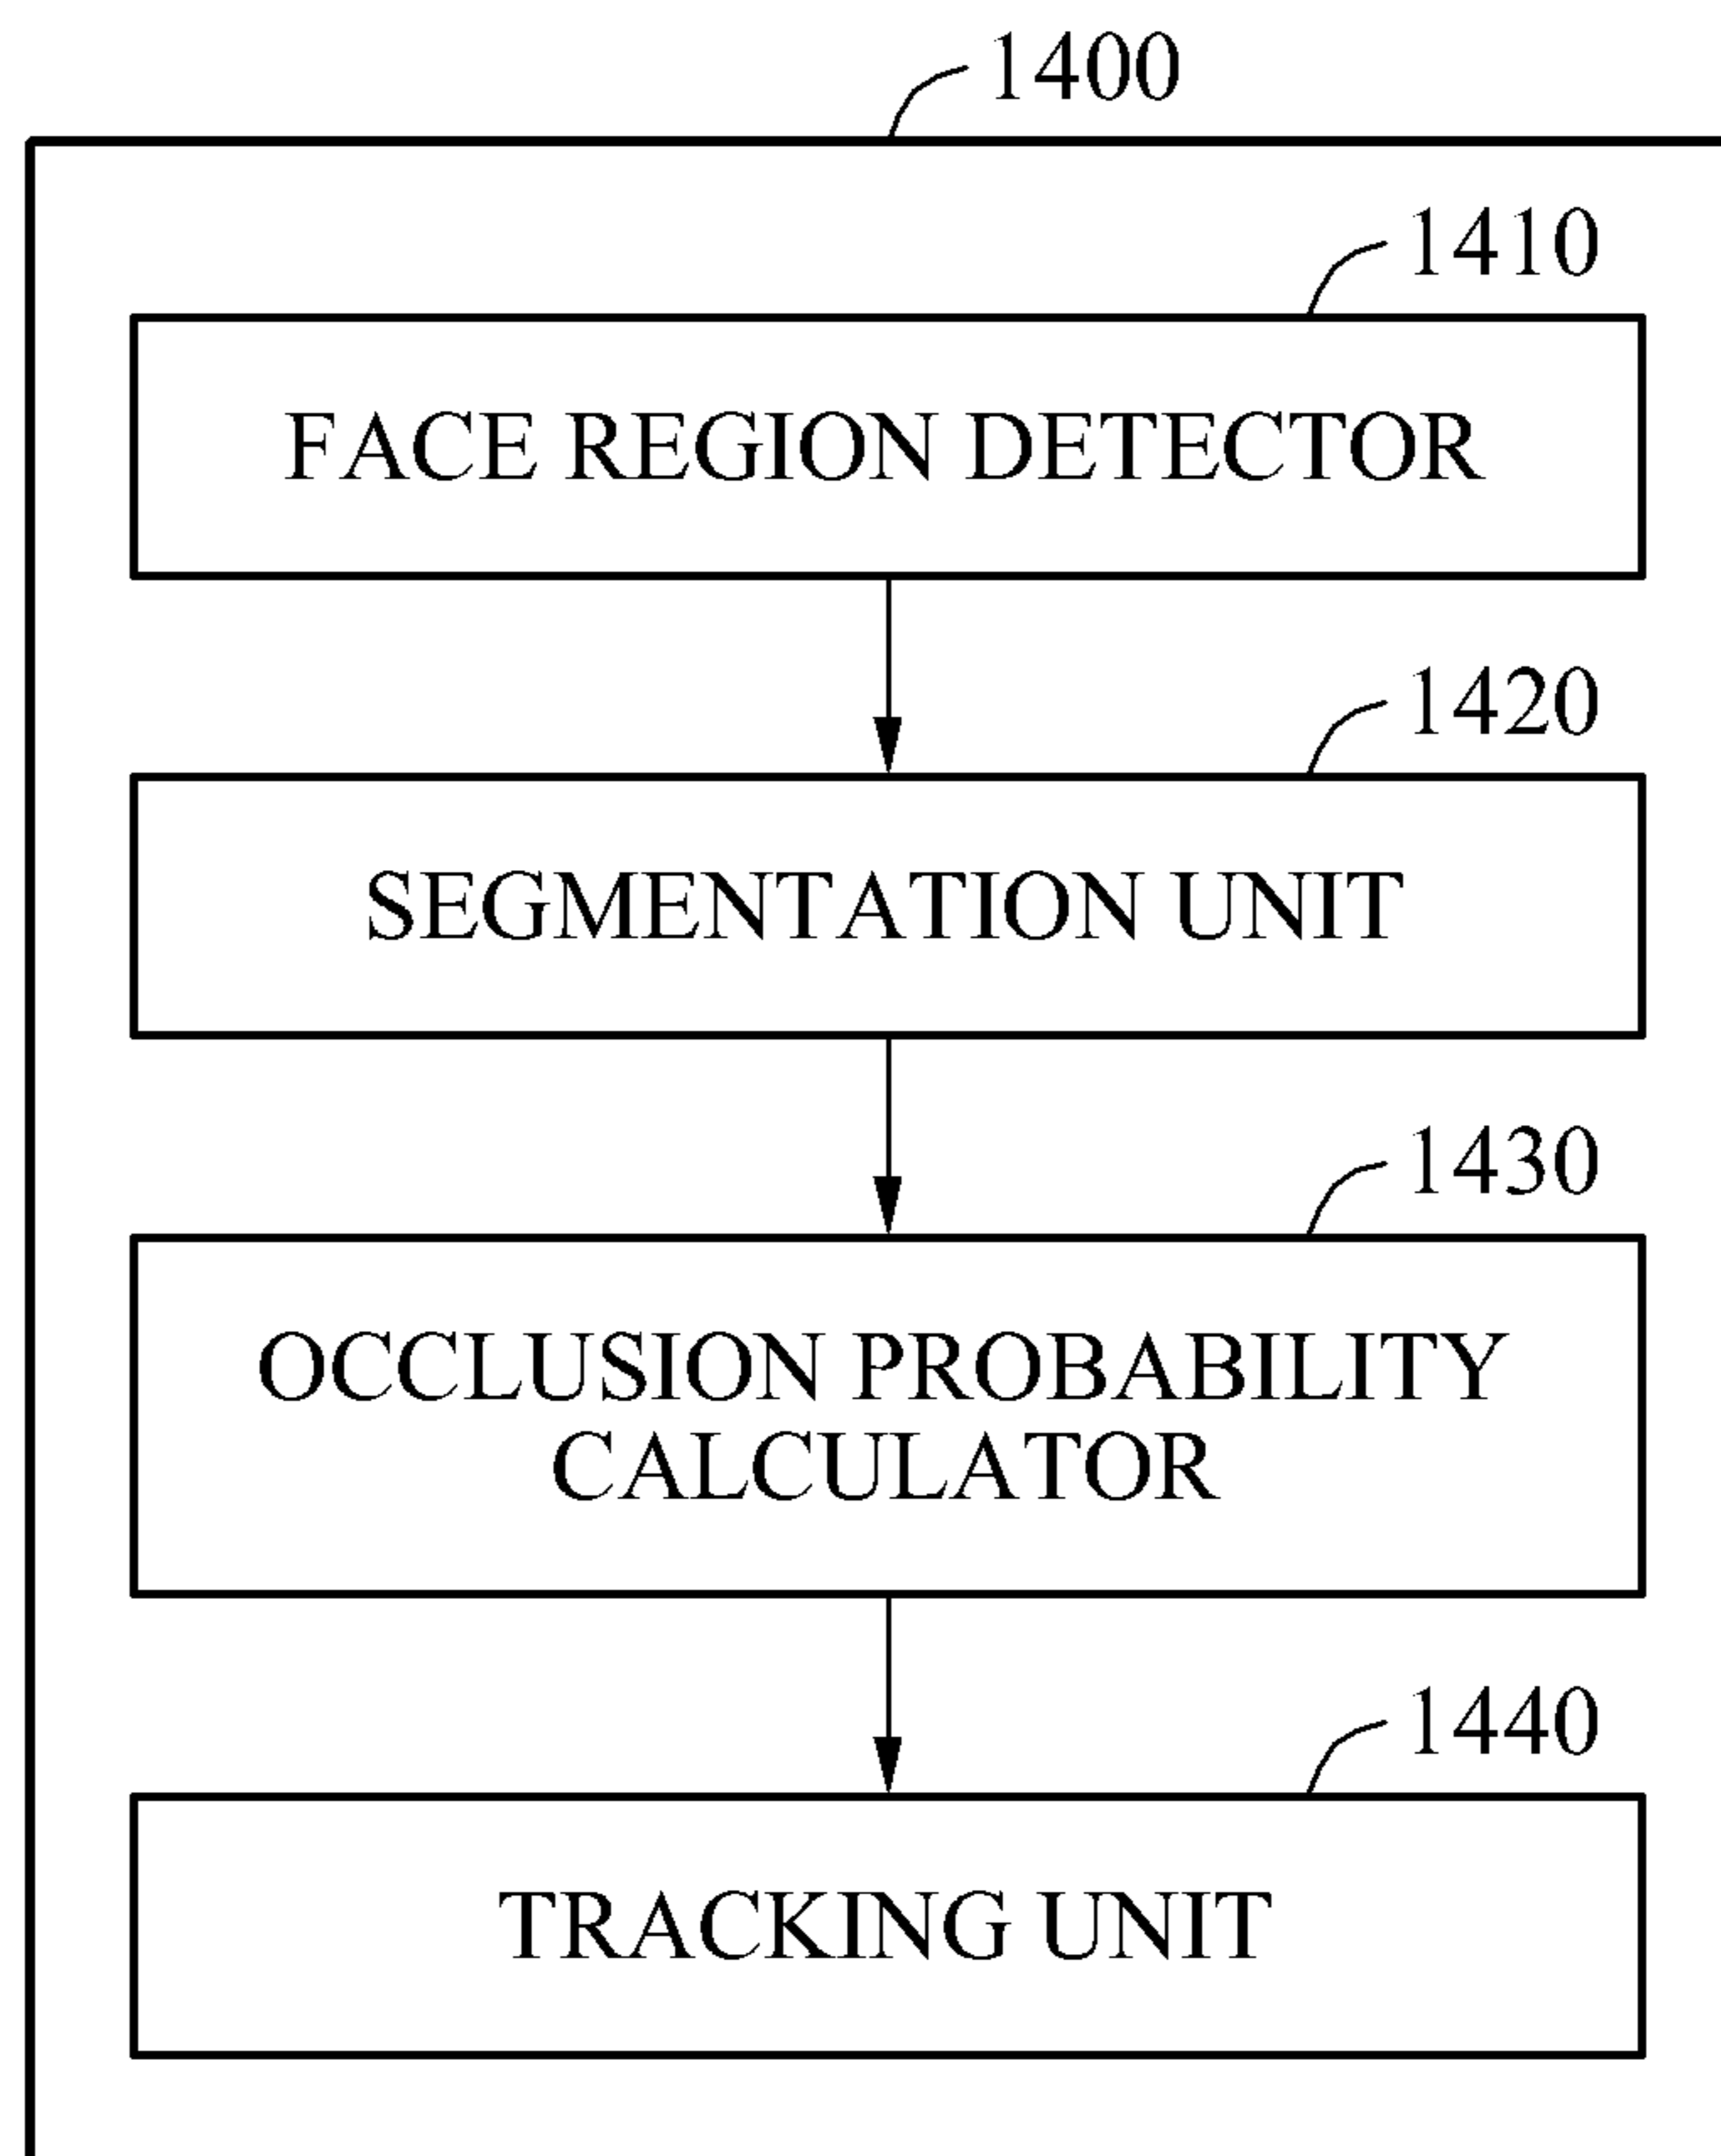 1400
1410
FACE REGION DETECTOR
1420
SEGMENTATION UNIT
1430
OCCLUSION PROBABILITY
CALCULATOR
1440
TRACKING UNIT